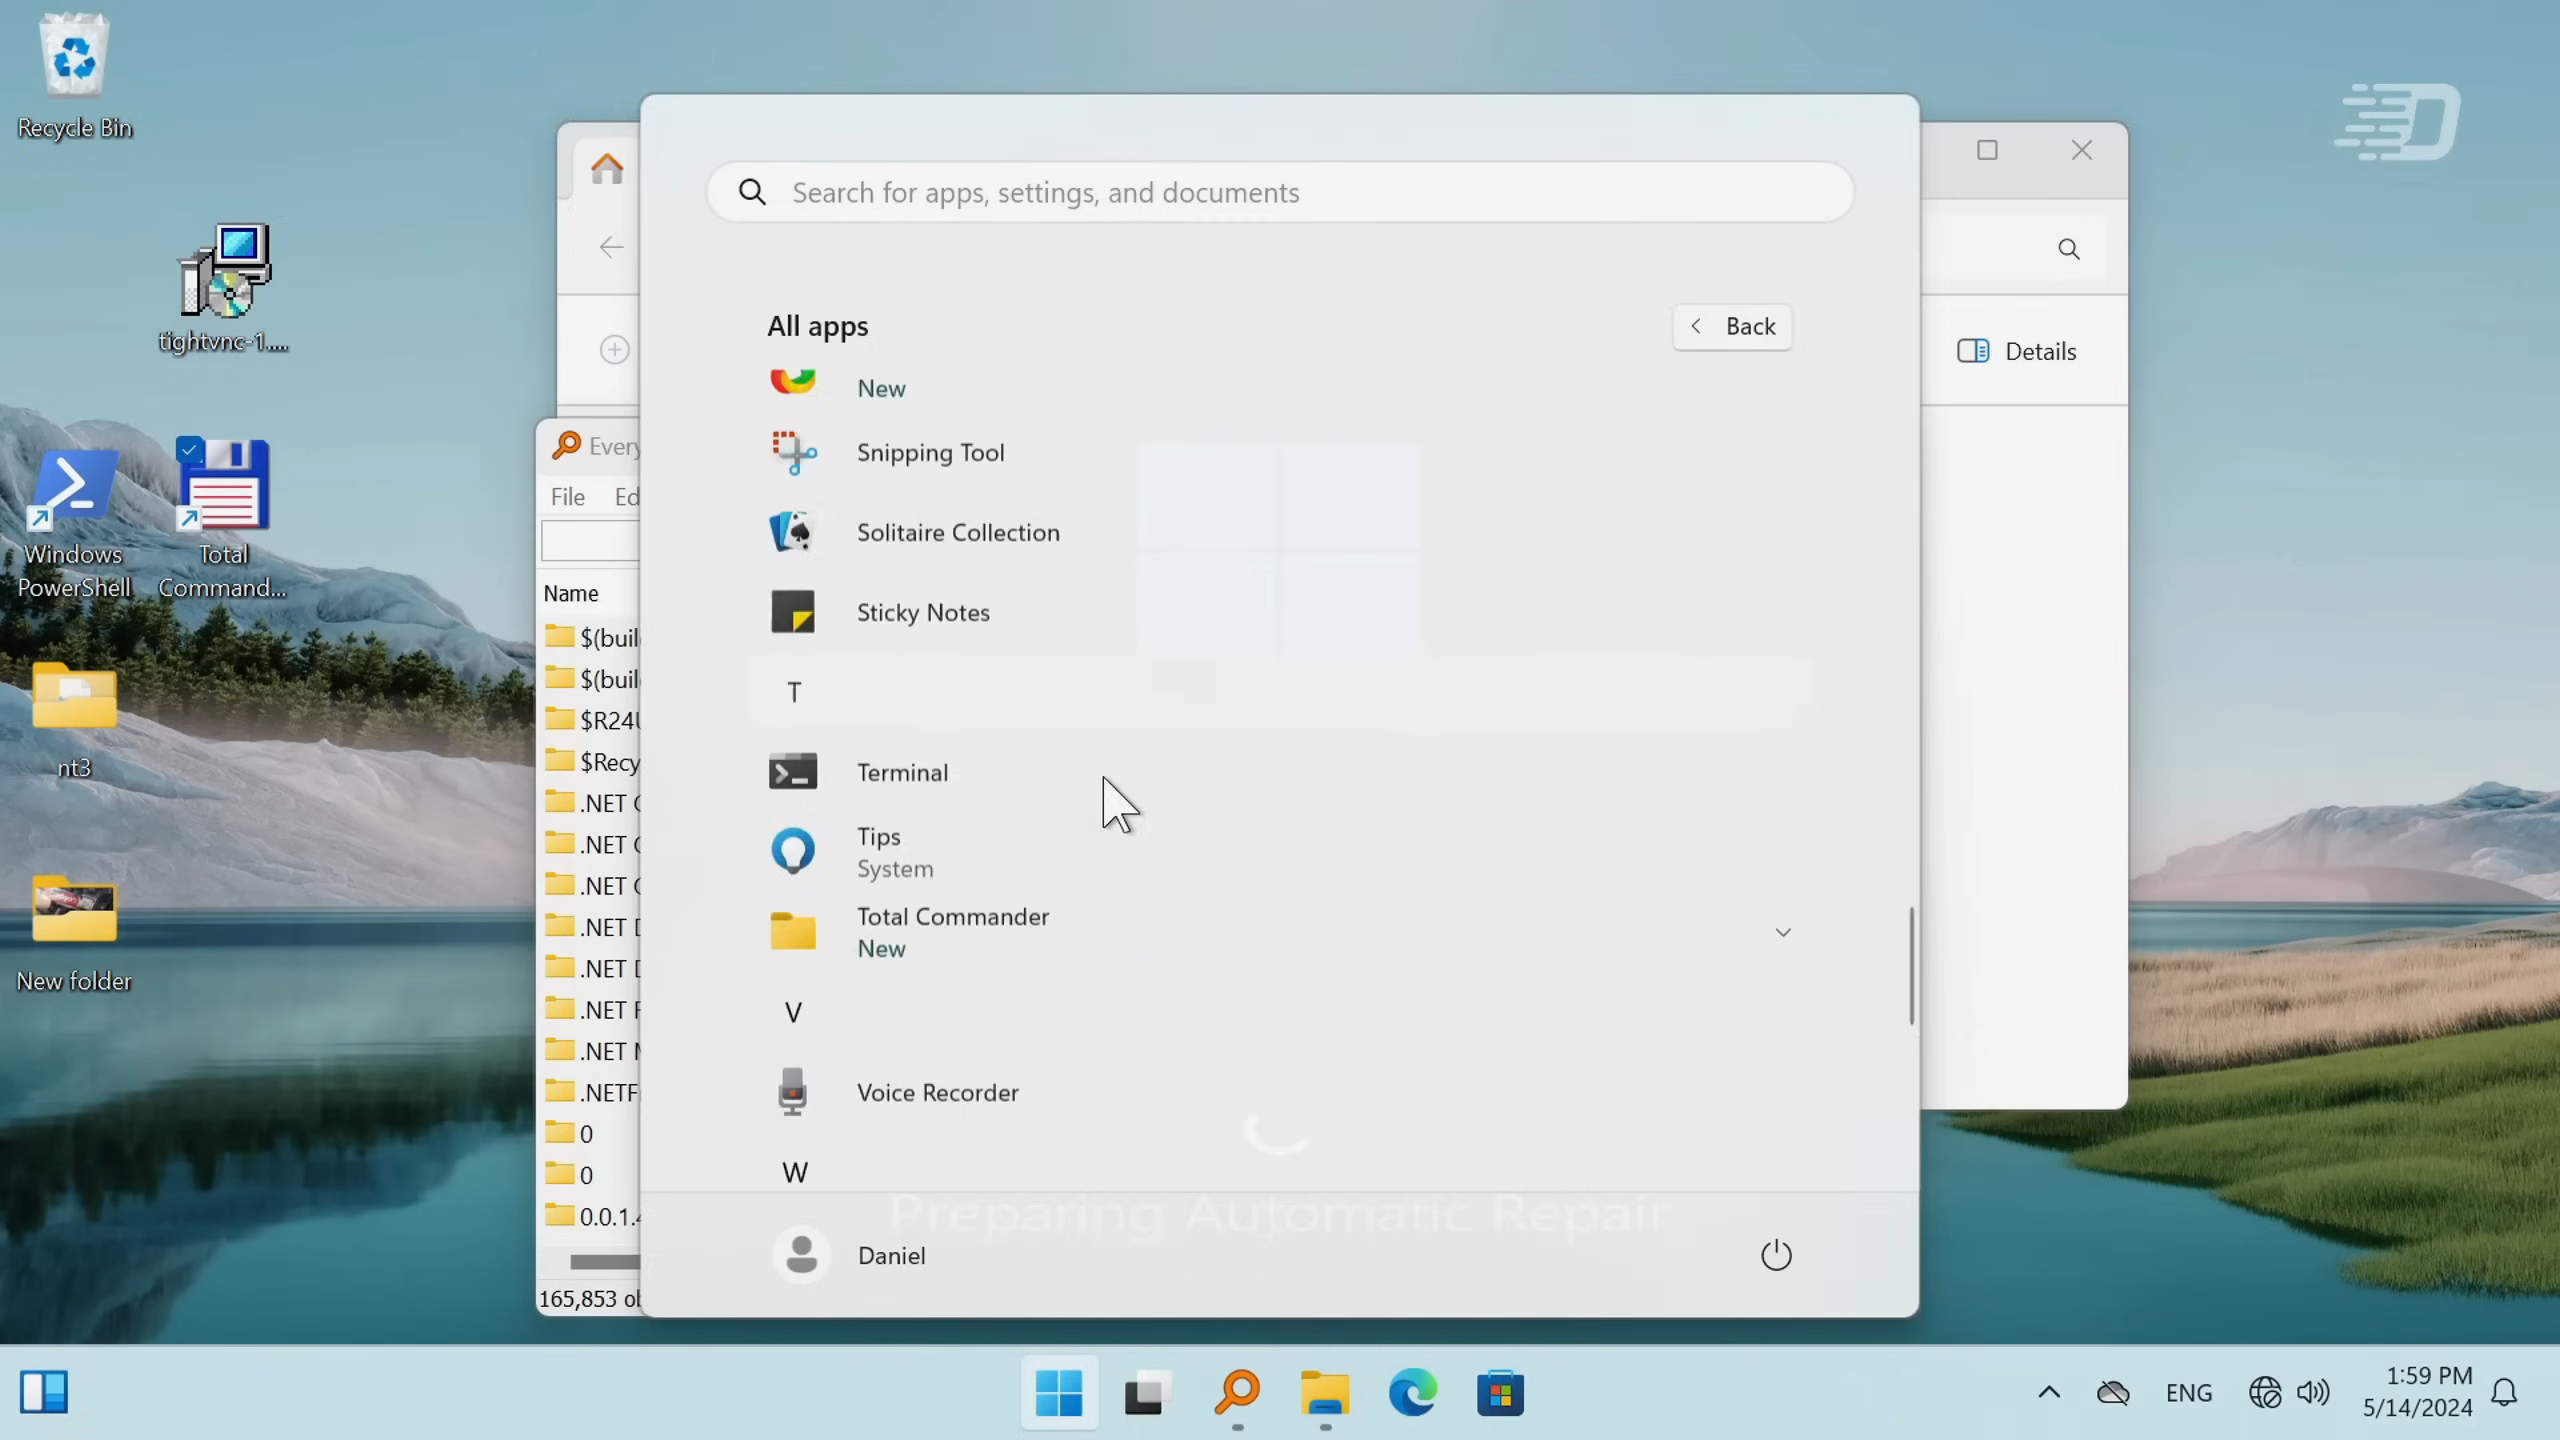 Recycle Bin
tightvnc-1....
Windows
PowerShell
Total
Command...
nt3
New folder
Details
Every
File Ed
Name
$(buil
$(buil
$R24U
$Recy
.NET
.NET
.NET
.NET
.NET
.NET
.NET
.NETF
0
0
0.0.1.4
165,853 ob
Search for apps, settings, and documents
All apps
Back
New
Snipping Tool
Solitaire Collection
Sticky Notes
T
Terminal
Tips
System
Total Commander
New
V
Voice Recorder
W
Preparing Automatic Repair
Daniel
ENG
1:59 PM
5/14/2024